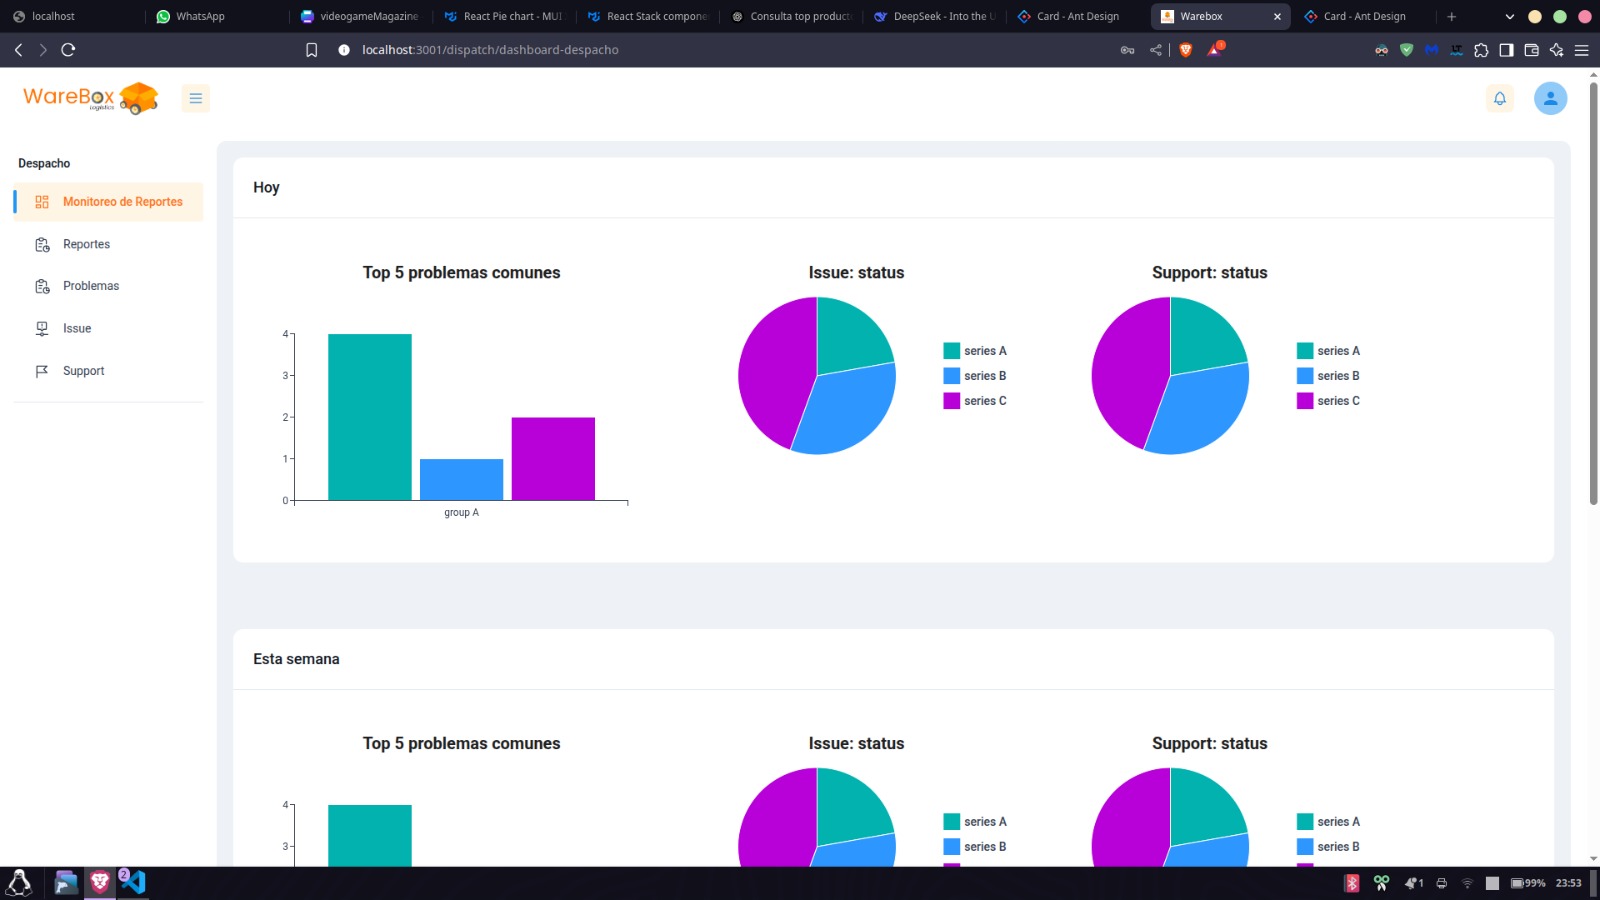 localhost
WhatsApp
videogameMagazine
React Pie chart - MUI
React Stack compone
Consulta top product
DeepSeek - Into the U
Card - Ant Design
Warebox
Card - Ant Design
localhost:3001/dispatch/dashboard-despacho
WareBox
Logistics
Despacho
Monitoreo de Reportes
Reportes
Problemas
Issue
Support
Hoy
Top 5 problemas comunes
4
3
2
1
0
group A
Issue: status
series A
series B
series C
Support: status
series A
series B
series C
Esta semana
Top 5 problemas comunes
4
3
Issue: status
series A
series B
Support: status
series A
series B
2
1
99%
23:53